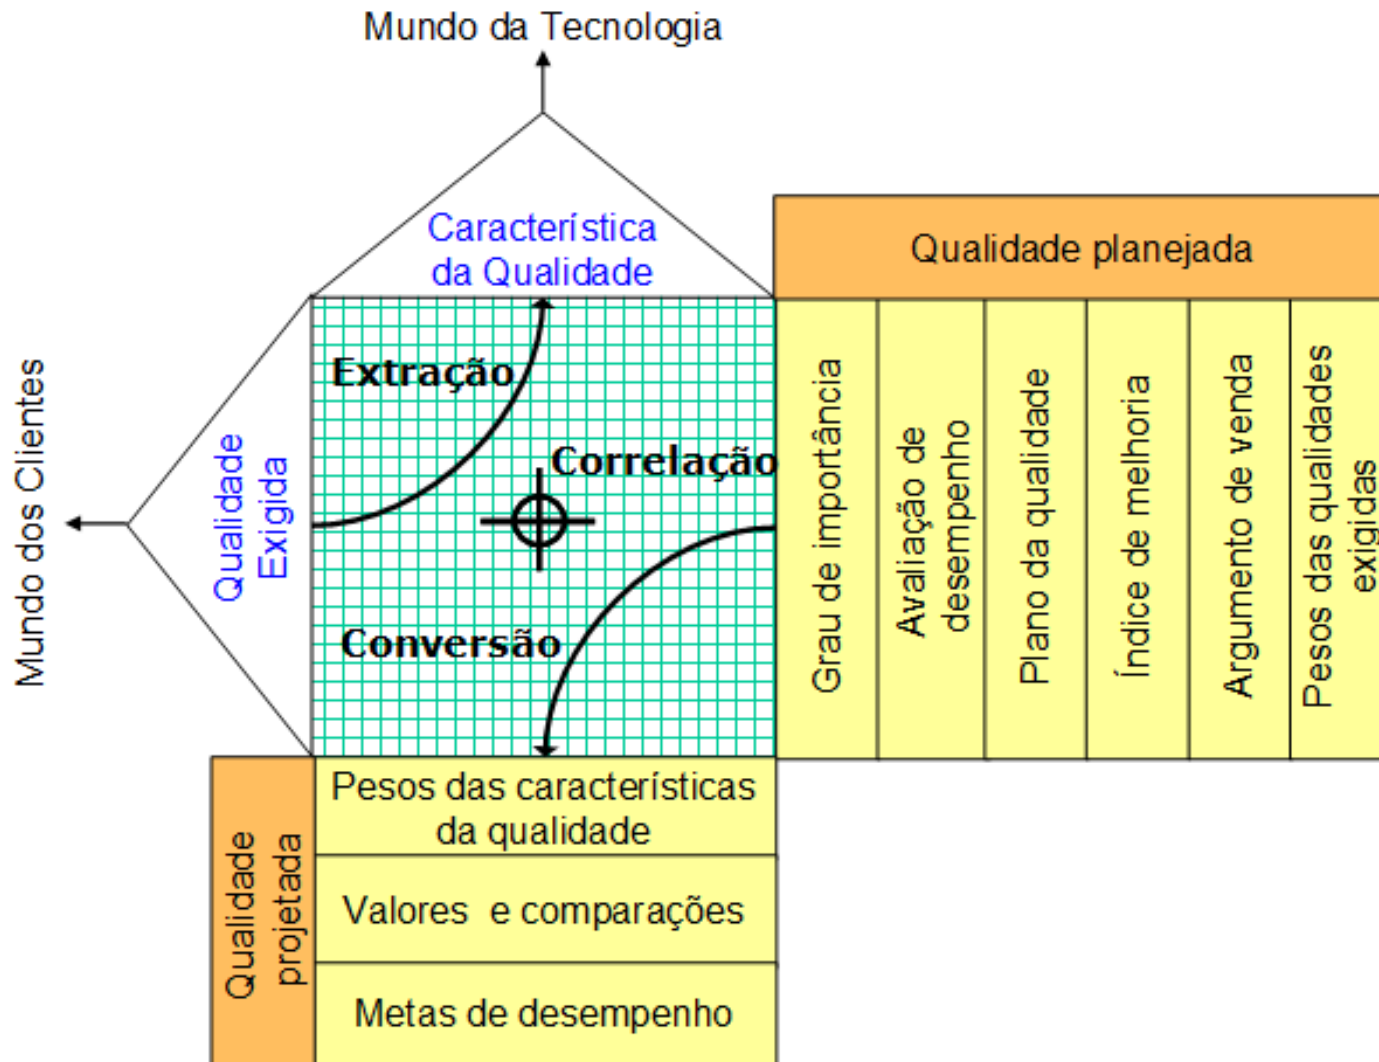 Mundo da Tecnologia
Característica
da Qualidade
Qualidade planejada
Mundo dos Clientes
Qualidade
Exigida
Extração
Correlação
Conversão
Grau de importância
Avaliação de
desempenho
Plano da qualidade
Índice de melhoria
Argumento de venda
Pesos das qualidades
exigidas
Qualidade
projetada
Pesos das características
da qualidade
Valores e comparações
Metas de desempenho